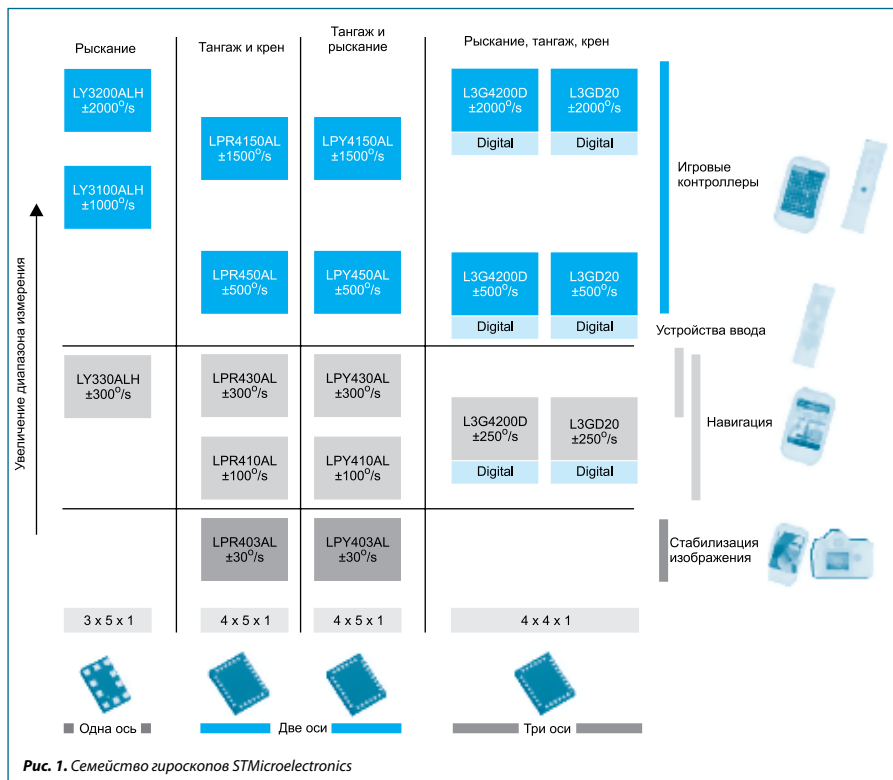 Рыскание
Тангаж и крен
Тангаж и
рыскание
Рыскание, тангаж, крен
LY3200ALH
±2000°/s
LPR4150AL
±1500°/s
LPY4150AL
±1500°/s
L3G4200D
±2000°/s
Digital
L3GD20
±2000°/s
Digital
Игровые
контроллеры
LY3100ALH
±1000°/s
LPR450AL
±500°/s
LPY450AL
±500°/s
L3G4200D
±500°/s
Digital
L3GD20
±500°/s
Digital
Устройства ввода
Увеличение диапазона измерения
LY330ALH
±300°/s
LPR430AL
±300°/s
LPY430AL
±300°/s
L3G4200D
±250°/s
Digital
L3GD20
±250°/s
Digital
Навигация
LPR410AL
±100°/s
LPY410AL
±100°/s
LPR403AL
±30°/s
LPY403AL
±30°/s
Стабилизация
изображения
3 x 5 x 1
4 x 5 x 1
4 x 5 x 1
4 x 4 x 1
Одна ось
Две оси
Три оси
Рис. 1. Семейство гироскопов STMicroelectronics